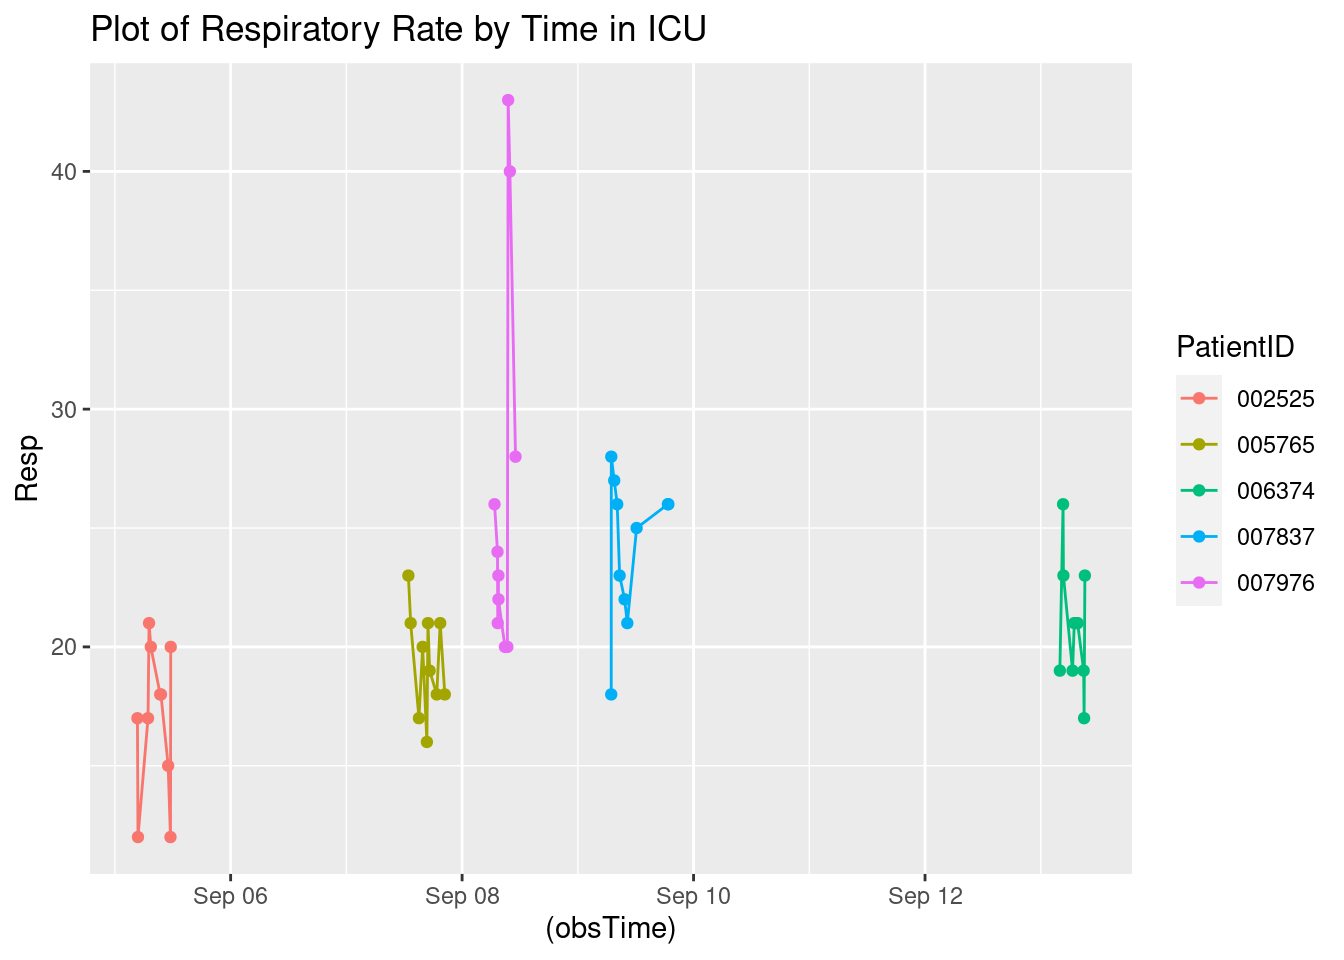 Plot of Respiratory Rate by Time in ICU
40
30
20
Resp
Sep 06
Sep 08
Sep 10
Sep 12
(obsTime)
PatientID
002525
005765
006374
007837
007976